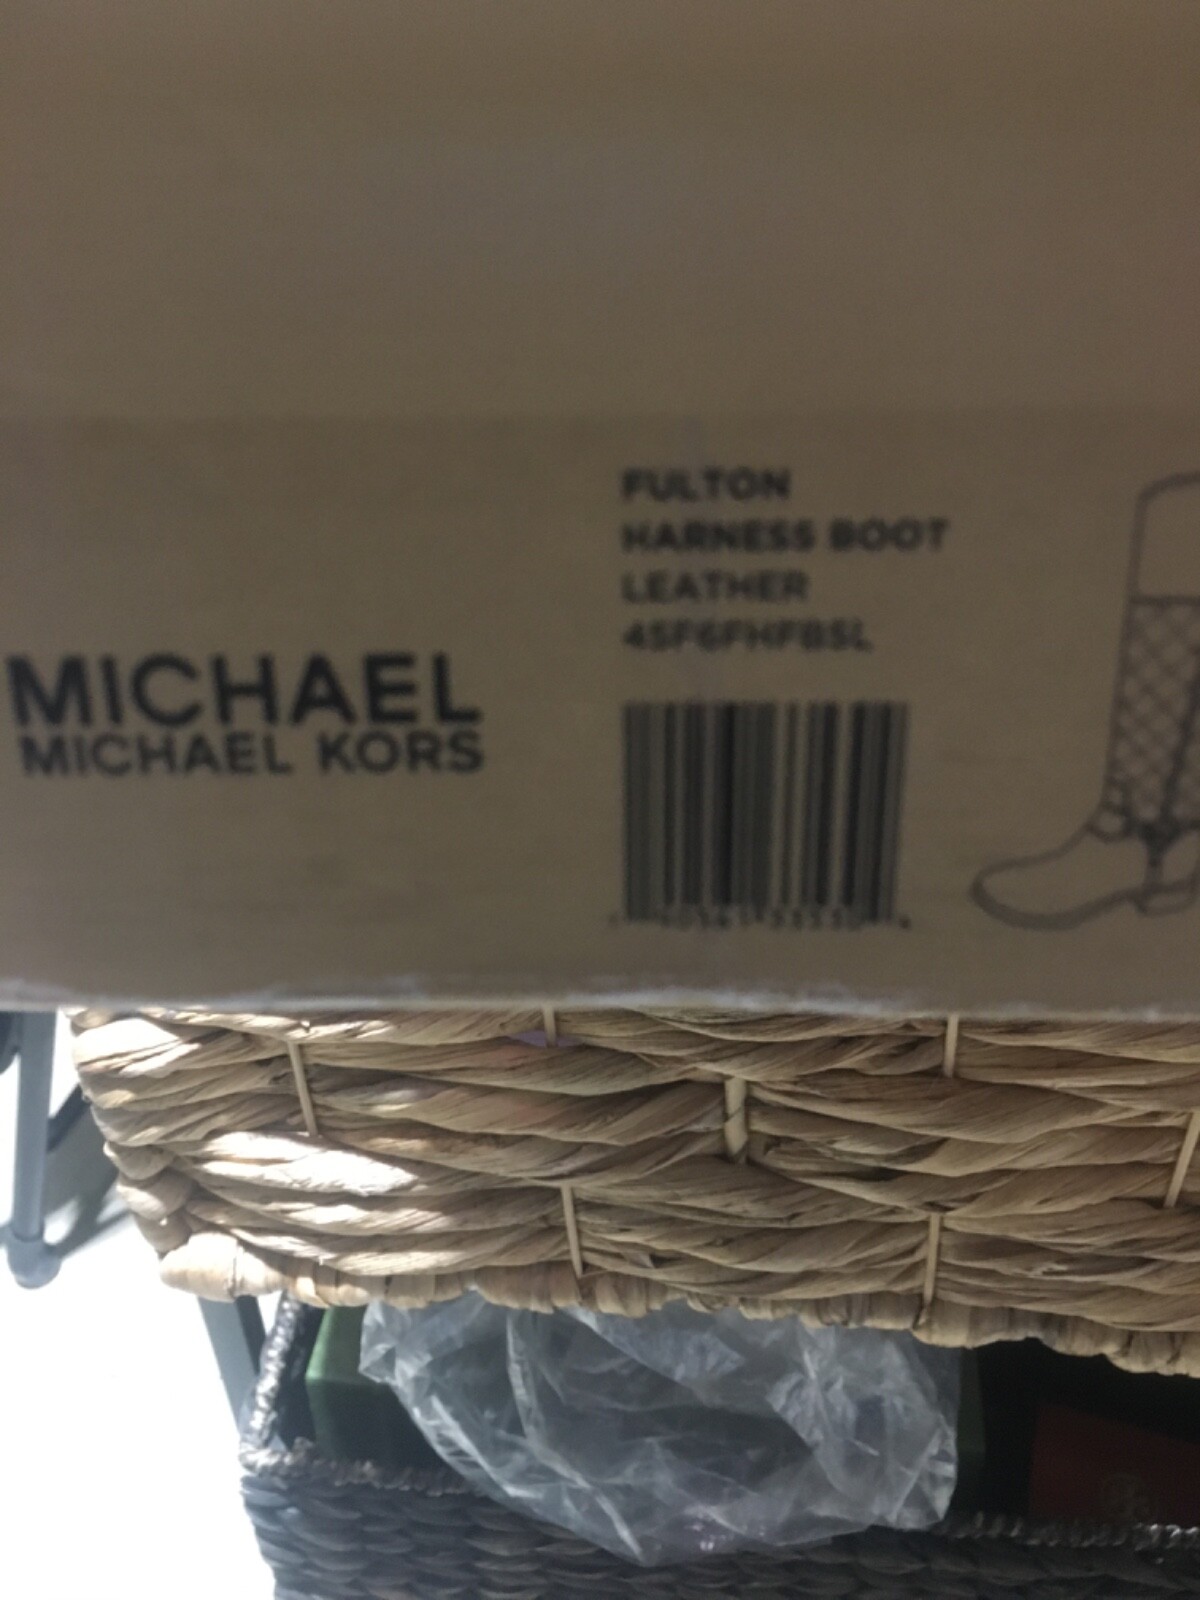 MICHAEL
MICHAEL KORS
FULTON
HARNESS BOOT
LEATHER